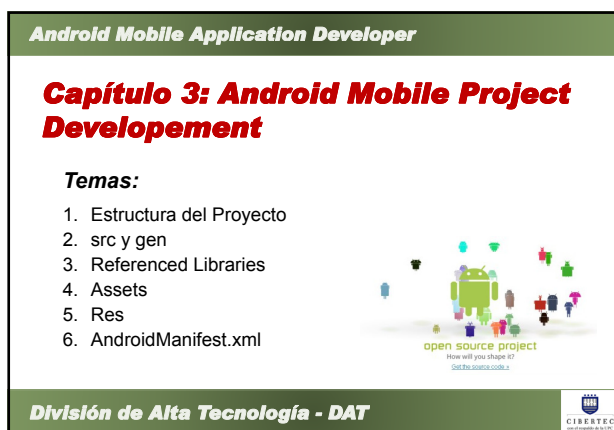 Android Mobile Application Developer
Capítulo 3: Android Mobile Project
Developement
Temas:
1. Estructura del Proyecto
2. src y gen
3. Referenced Libraries
4. Assets
5. Res
6. AndroidManifest.xml
open source project
How will you shape it?
Get the source code »
División de Alta Tecnología - DAT
CIBERTEC